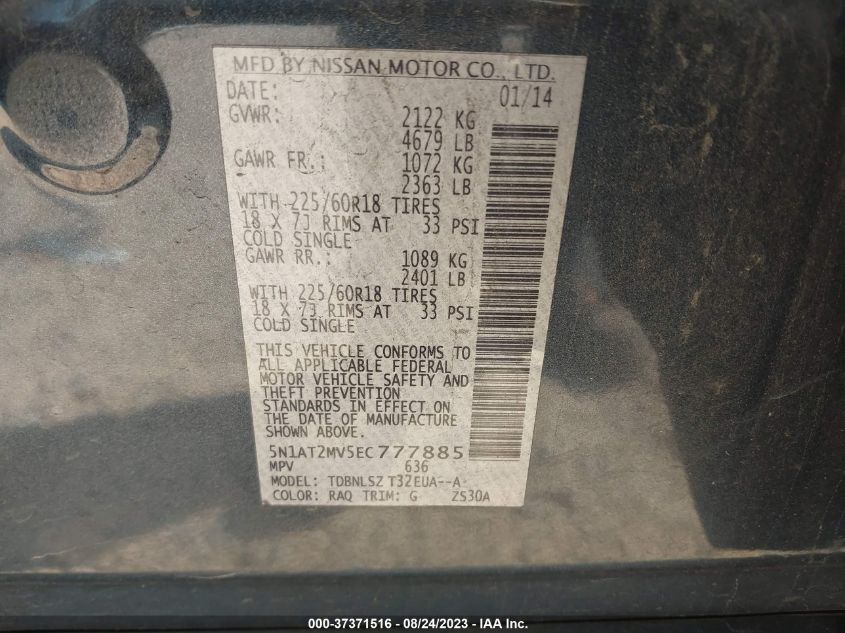 MFD BY NISSAN MOTOR CO., LTD.
DATE: 01/14
GVWR: 2122 KG
4679 LB
GAWR FR.: 1072 KG
2363 LB
WITH 225/60R18 TIRES
18 X 7J RIMS AT 33 PSI
COLD SINGLE
GAWR RR.: 1089 KG
2401 LB
WITH 225/60R18 TIRES
18 X 7J RIMS AT 33 PSI
COLD SINGLE
THIS VEHICLE CONFORMS TO
ALL APPLICABLE FEDERAL
MOTOR VEHICLE SAFETY AND
THEFT PREVENTION
STANDARDS IN EFFECT ON
THE DATE OF MANUFACTURE
SHOWN ABOVE
5N1AT2MV5EC777885
MPV 636
MODEL: TDBNLSZ T32EUA--A
COLOR: RAQ TRIM: G ZS30A
000-37371516 - 08/24/2023 - IAA Inc.